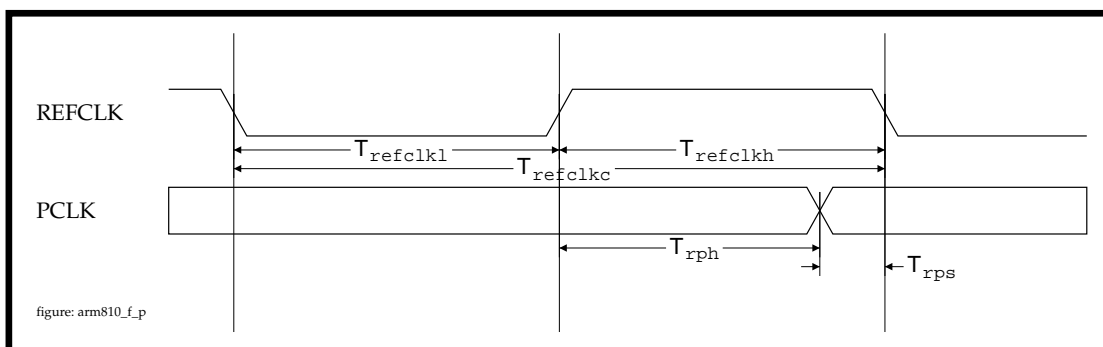 REFCLK
Trefclkl
Trefclkh
Trefclkc
PCLK
Trph
Trps
figure: arm810_f_p